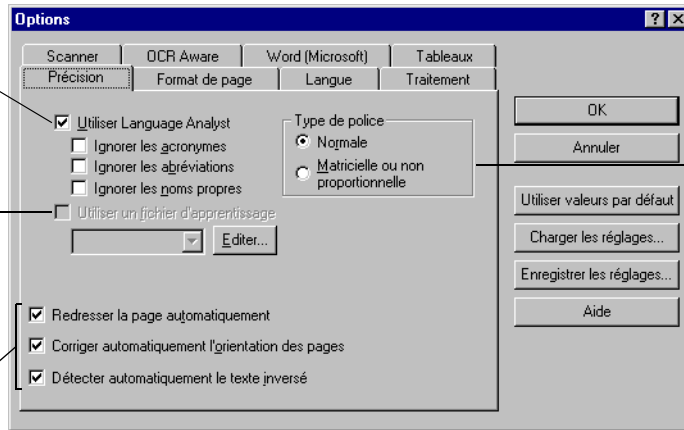 Options
Scanner OCR Aware Word (Microsoft) Tableaux
Précision Format de page Langue Traitement
Utiliser Language Analyst
Ignorer les acronymes
Ignorer les abréviations
Ignorer les noms propres
Utiliser un fichier d'apprentissage
Editer...
Type de police
Normale
Matricielle ou non
proportionnelle
Redresser la page automatiquement
Corriger automatiquement l'orientation des pages
Détecter automatiquement le texte inversé
OK
Annuler
Utiliser valeurs par défaut
Charger les réglages...
Enregistrer les réglages...
Aide